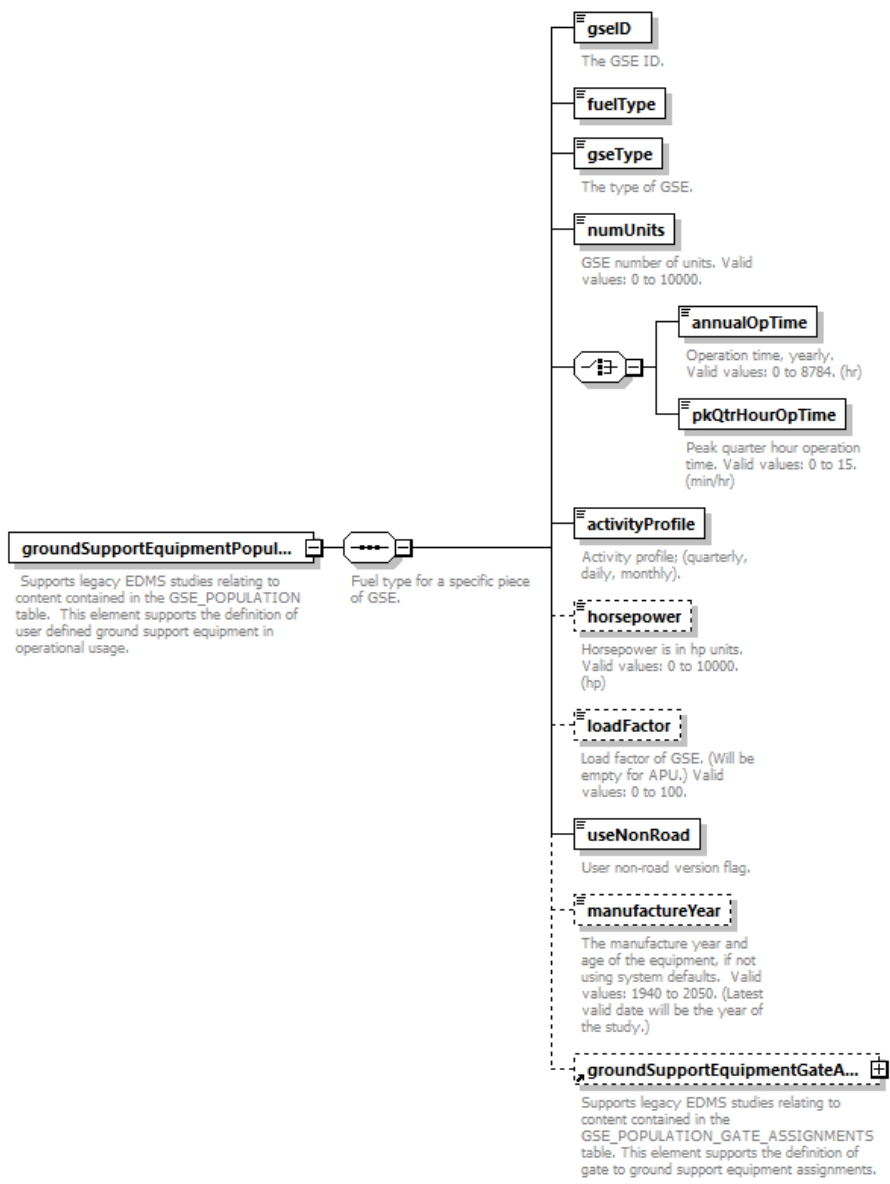 gseID
The GSE ID.
fuelType
gseType
The type of GSE.
numUnits
GSE number of units. Valid
values: 0 to 10000.
annualOpTime
Operation time, yearly.
Valid values: 0 to 8784. (hr)
pkQtrHourOpTime
Peak quarter hour operation
time. Valid values: 0 to 15.
(min/hr)
groundSupportEquipmentPopul...
Supports legacy EDMS studies relating to
content contained in the GSE_POPULATION
table.  This element supports the definition of
user defined ground support equipment in
operational usage.
Fuel type for a specific piece
of GSE.
activityProfile
Activity profile; (quarterly,
daily, monthly).
horsepower
Horsepower is in hp units.
Valid values: 0 to 10000.
(hp)
loadFactor
Load factor of GSE. (Will be
empty for APU.) Valid
values: 0 to 100.
useNonRoad
User non-road version flag.
manufactureYear
The manufacture year and
age of the equipment, if not
using system defaults.  Valid
values: 1940 to 2050. (Latest
valid date will be the year of
the study.)
groundSupportEquipmentGateA...
Supports legacy EDMS studies relating to
content contained in the
GSE_POPULATION_GATE_ASSIGNMENTS
table. This element supports the definition of
gate to ground support equipment assignments.